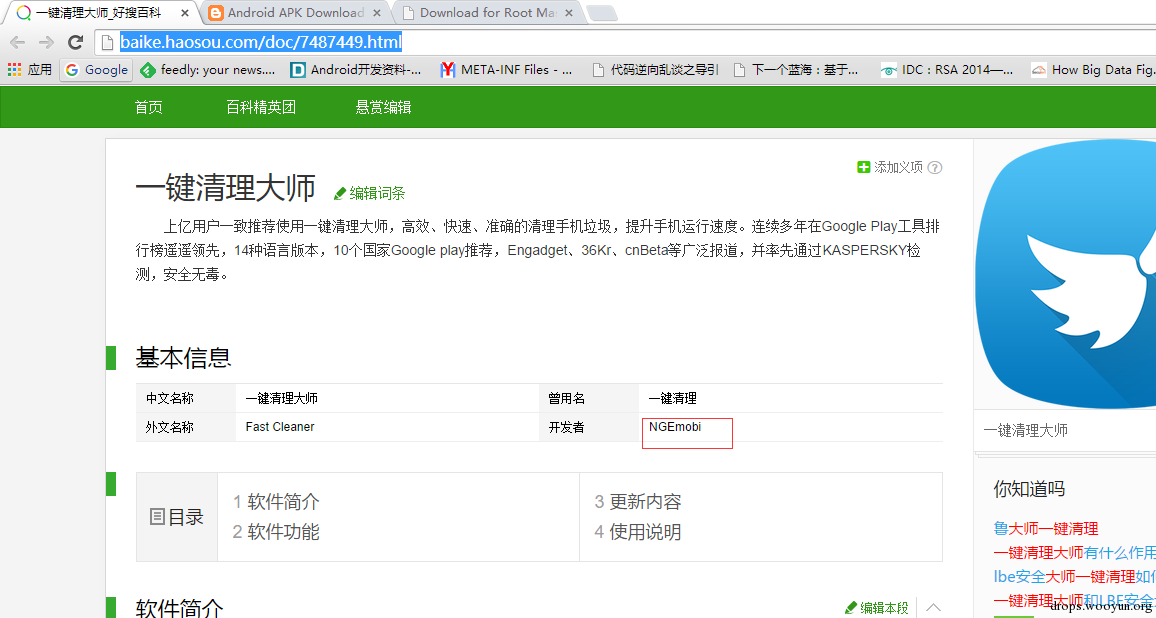 一键清理大师_好搜百科
Android APK Download
Download for Root Ma
baike.haosou.com/doc/7487449.html
应用 Google feedly: your news.... Android开发资料-... META-INF Files - ... 代码逆向乱谈之导引 下一个蓝海：基于... IDC：RSA 2014—... How Big Data Fig.
首页 百科精英团 悬赏编辑
添加义项 ?
一键清理大师 编辑词条
上亿用户一致推荐使用一键清理大师，高效、快速、准确的清理手机垃圾，提升手机运行速度。连续多年在Google Play工具排
行榜遥遥领先，14种语言版本，10个国家Google play推荐，Engadget、36Kr、cnBeta等广泛报道，并率先通过KASPERSKY检
测，安全无毒。
基本信息
中文名称 一键清理大师 曾用名 一键清理
外文名称 Fast Cleaner 开发者 NGEmobi
目录
1 软件简介
2 软件功能
3 更新内容
4 使用说明
软件简介 编辑本段
一键清理大师
你知道吗
鲁大师一键清理
一键清理大师有什么作用
lbe安全大师一键清理如何
一键清理大师和LBE安全
drops.wooyun.org